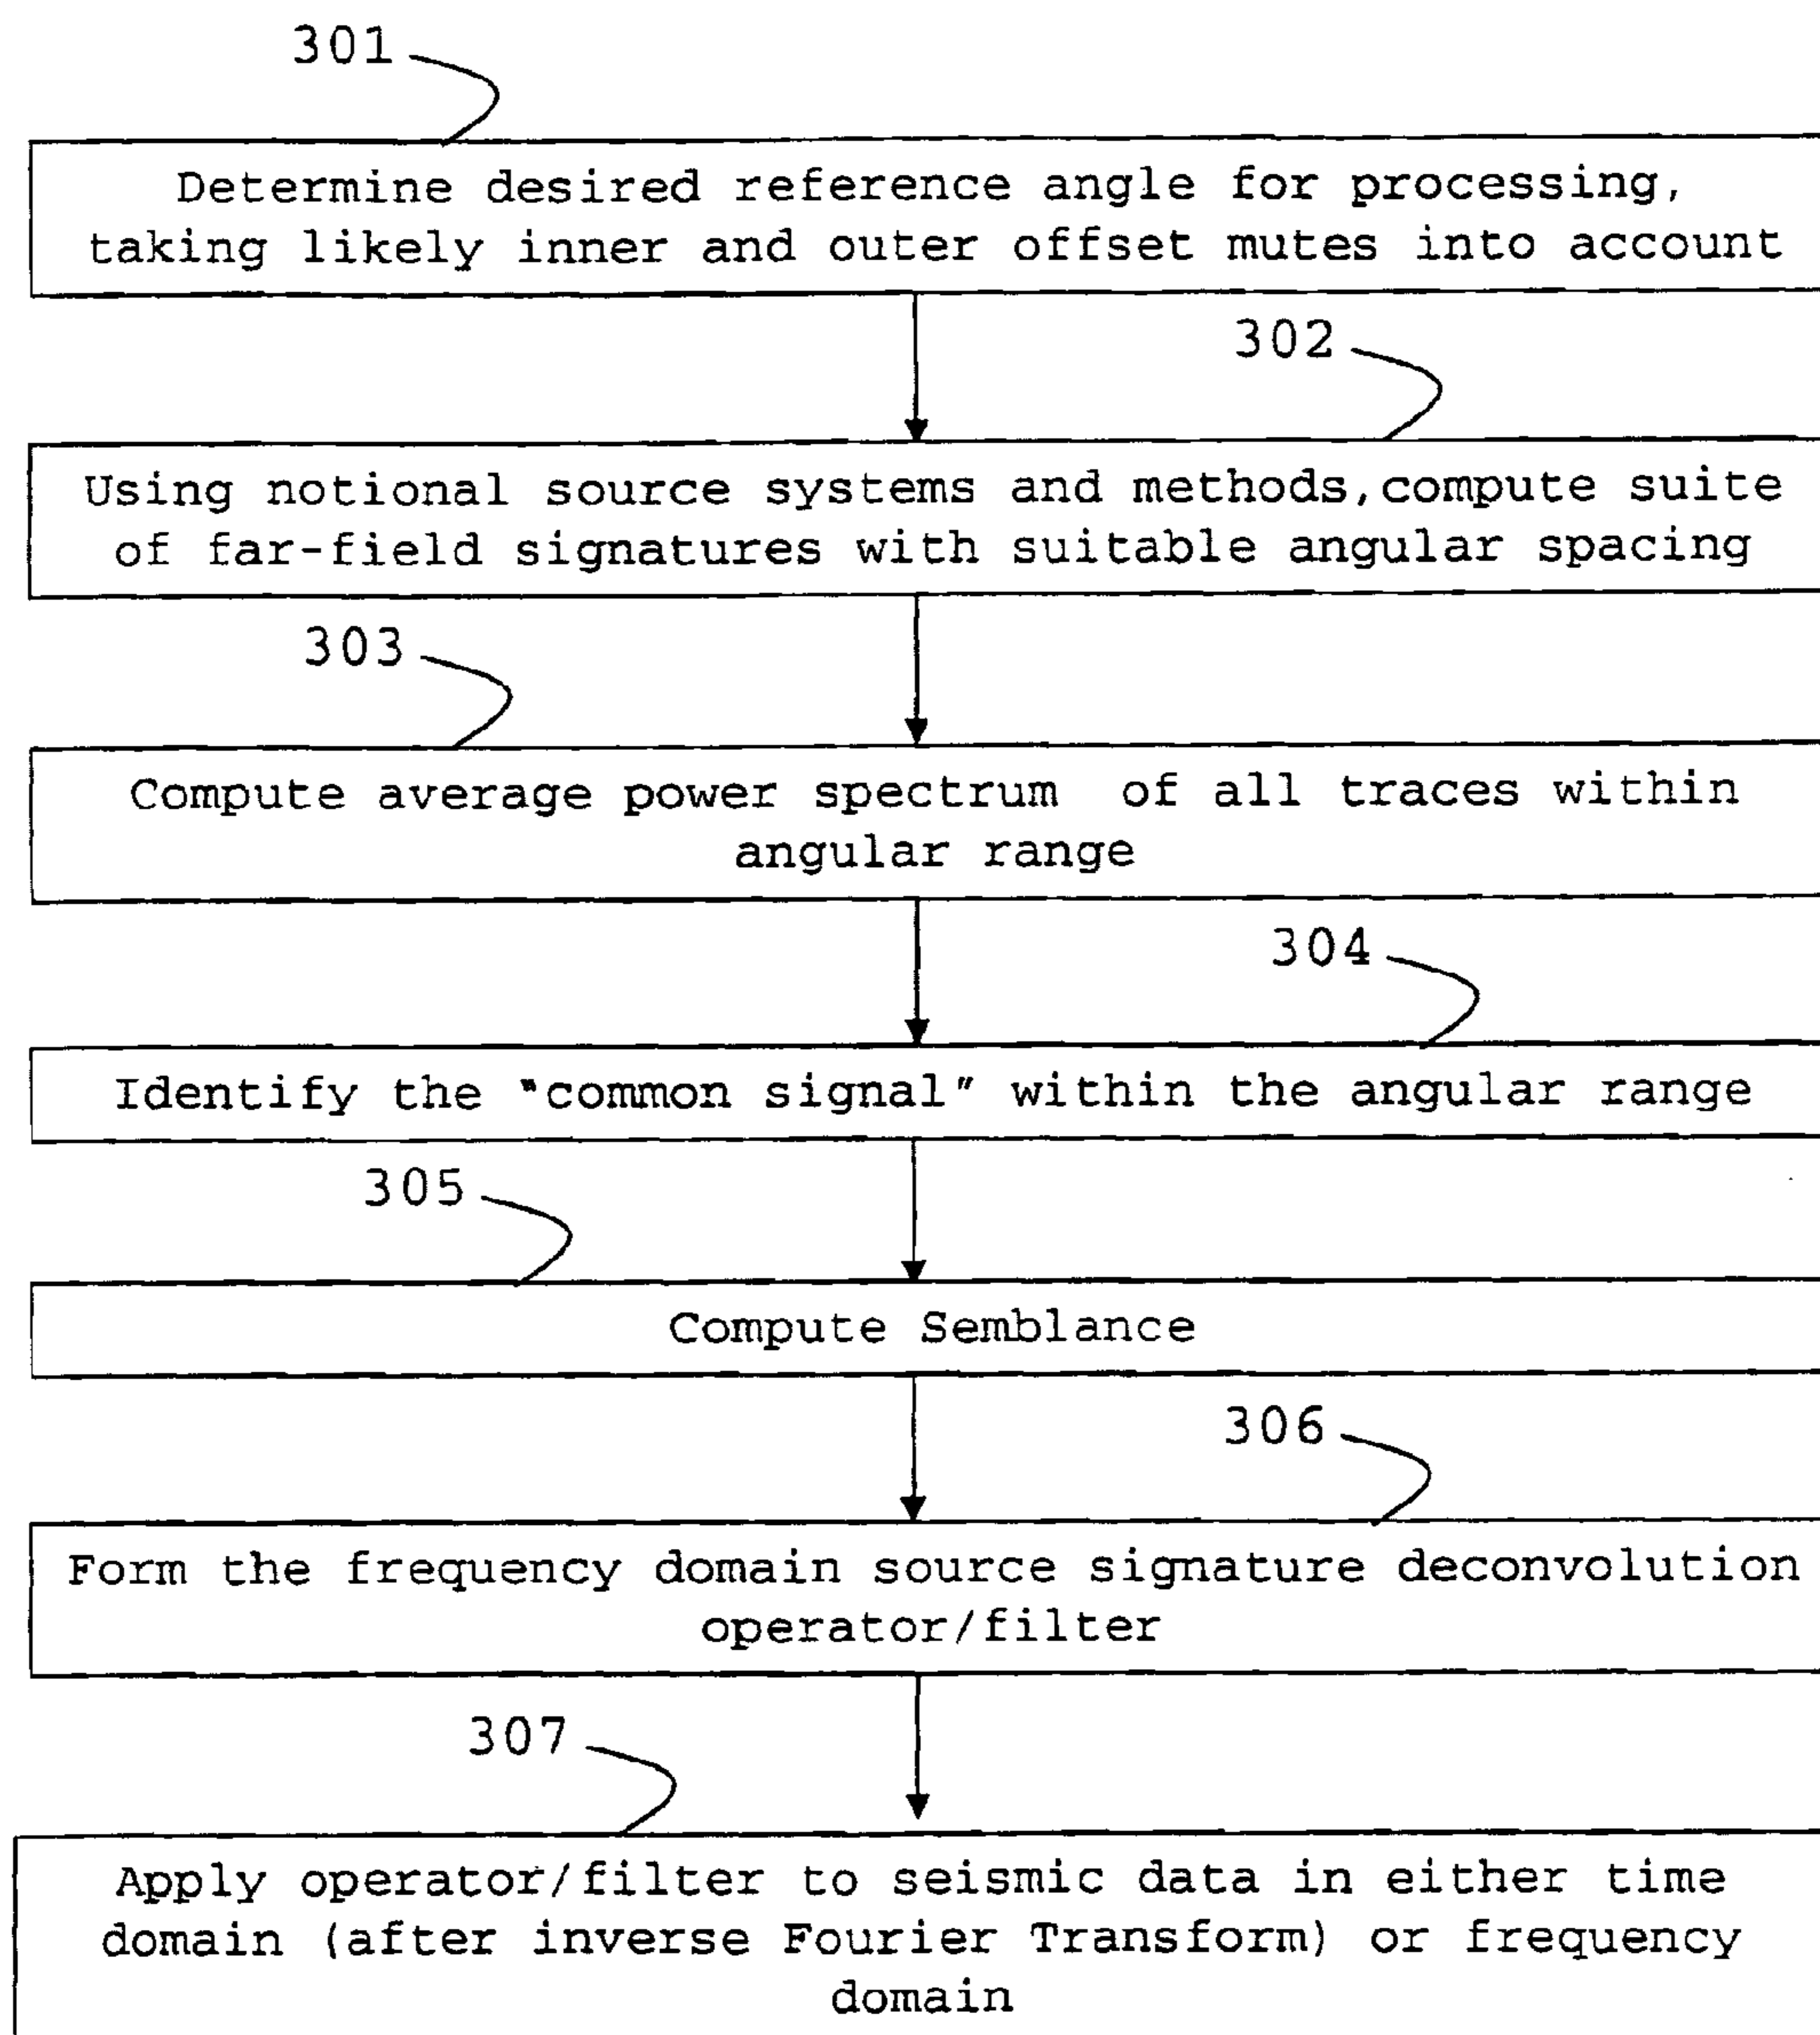 301
Determine desired reference angle for processing,
taking likely inner and outer offset mutes into account
302
Using notional source systems and methods,compute suite
of far-field signatures with suitable angular spacing
303
Compute average power spectrum of all traces within
angular range
304
Identify the "common signal" within the angular range
305
Compute Semblance
306
Form the frequency domain source signature deconvolution
operator/filter
307
Apply operator/filter to seismic data in either time
domain (after inverse Fourier Transform) or frequency
domain